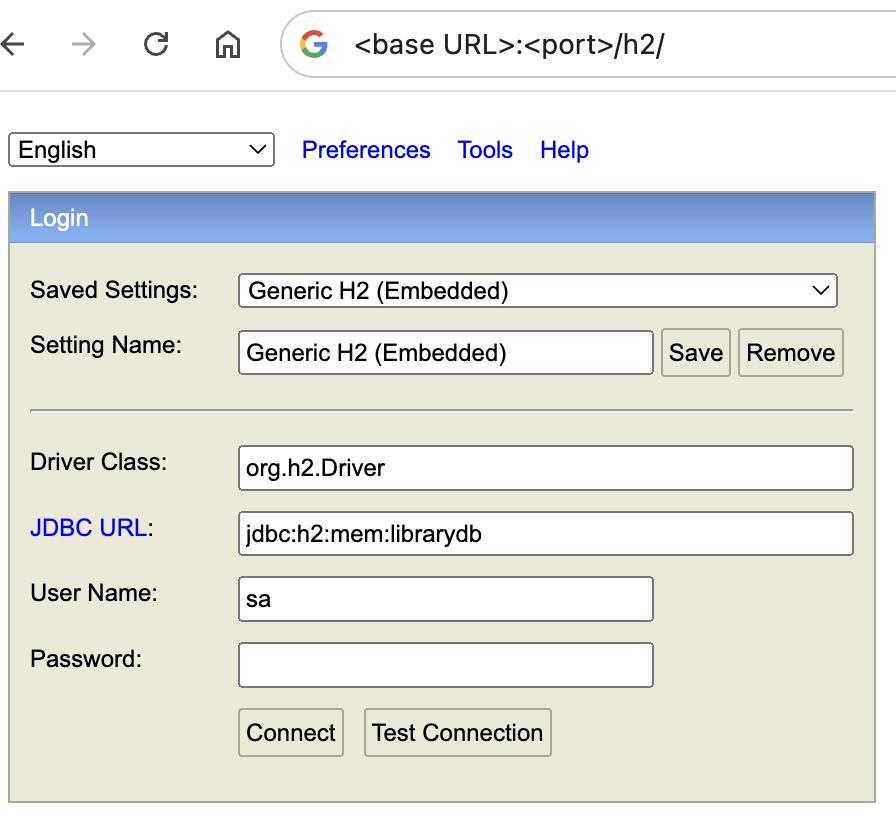 <base URL>:<port>/h2/
English Preferences Tools Help
Login
Saved Settings: Generic H2 (Embedded)
Setting Name: Generic H2 (Embedded) Save Remove
Driver Class: org.h2.Driver
JDBC URL: jdbc:h2:mem:librarydb
User Name: sa
Password:
Connect Test Connection